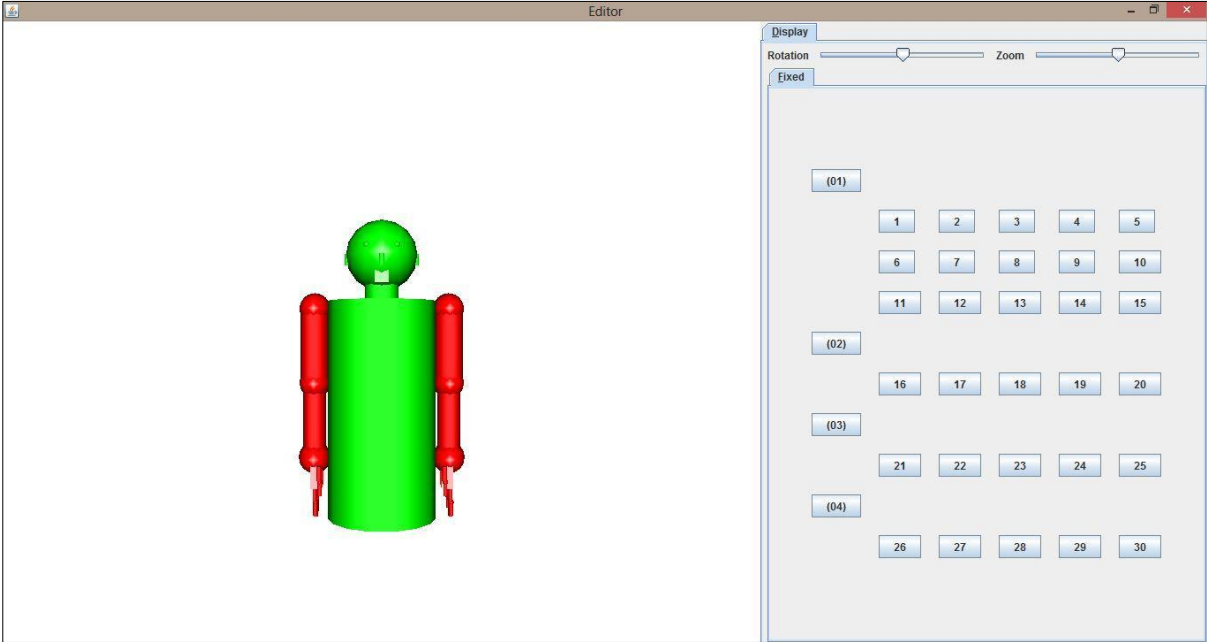 Editor
Display
Rotation Zoom
Fixed
(01)
1 2 3 4 5
6 7 8 9 10
11 12 13 14 15
(02)
16 17 18 19 20
(03)
21 22 23 24 25
(04)
26 27 28 29 30